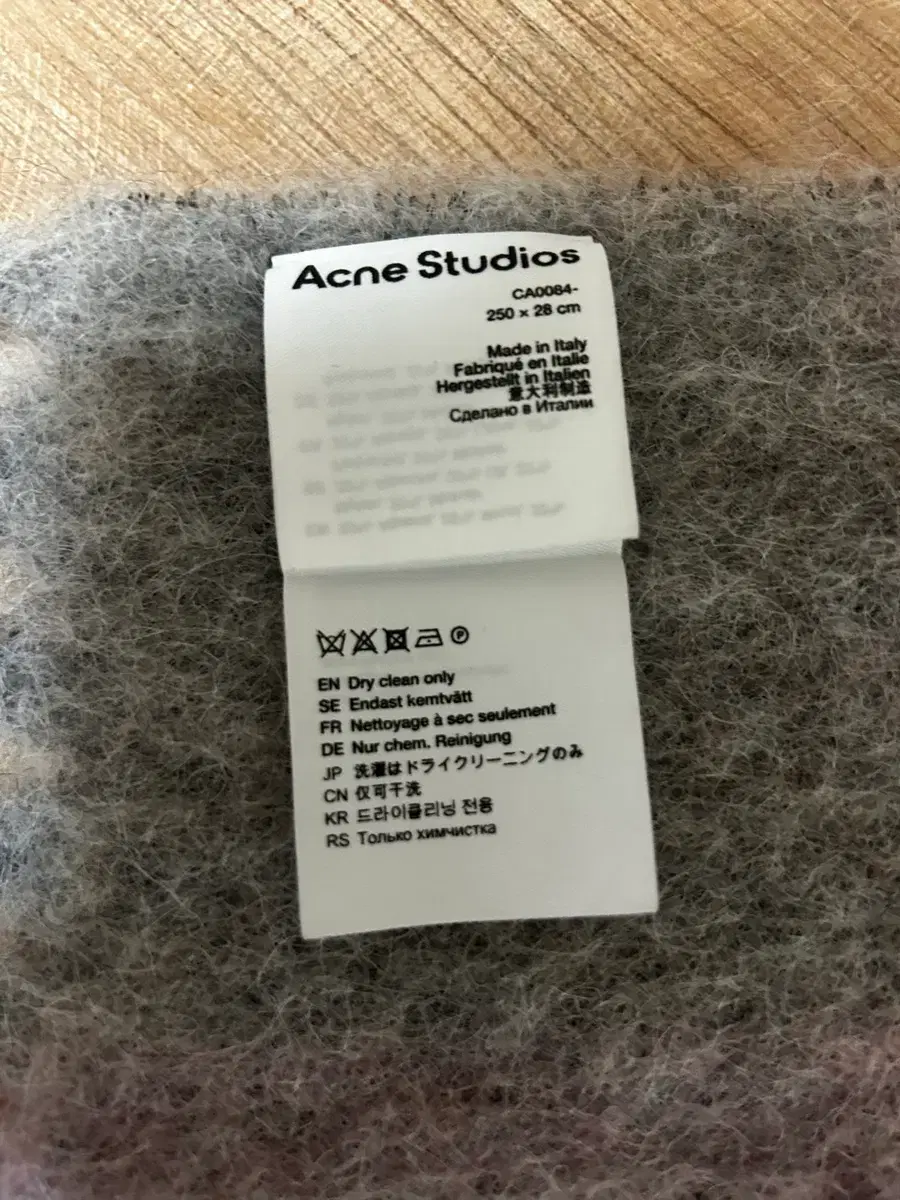 Acne Studios
CA0084-
250 × 28 cm
Made in Italy
Fabriqué en Italie
Hergestellt in Italien
意大利制造
Сделано в Италии
P
EN Dry clean only
SE Endast kemtvätt
FR Nettoyage à sec seulement
DE Nur chem. Reinigung
JP 洗濯はドライクリーニングのみ
CN 仅可干洗
KR 드라이클리닝 전용
RS Только химчистка